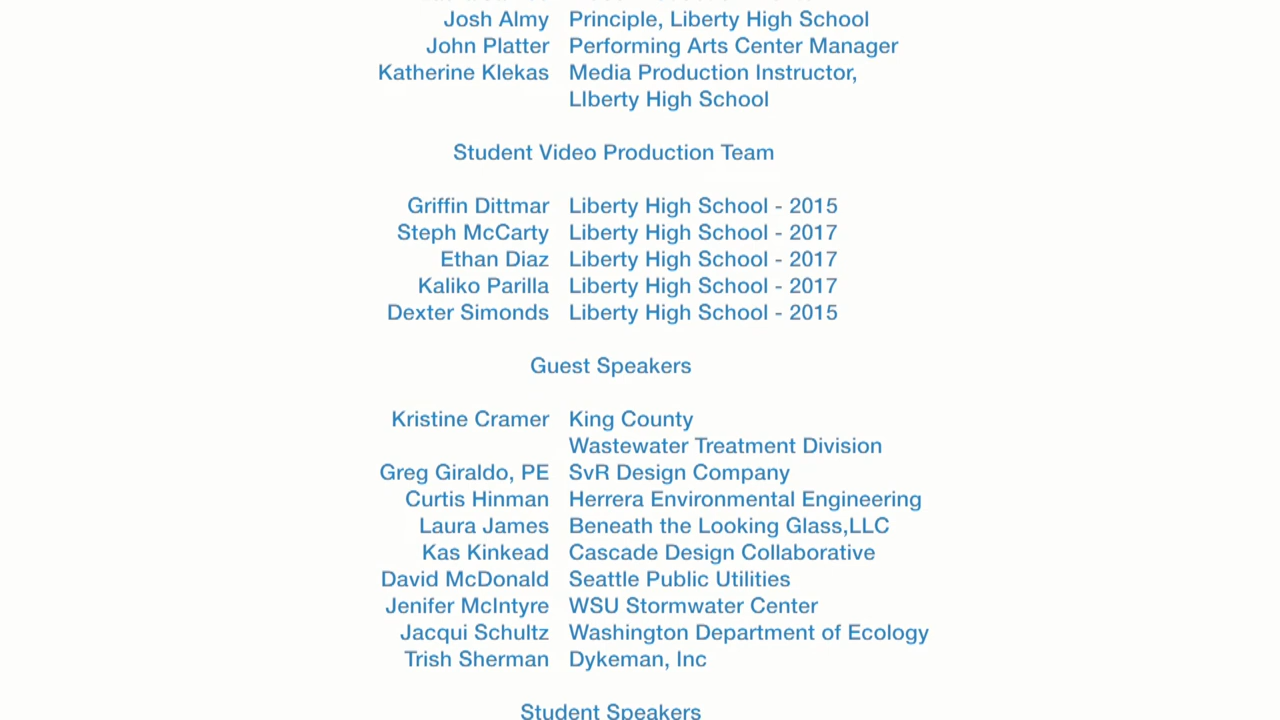 Josh Almy Principle, Liberty High School
John Platter Performing Arts Center Manager
Katherine Klekas Media Production Instructor,
LIberty High School
Student Video Production Team
Griffin Dittmar Liberty High School - 2015
Steph McCarty Liberty High School - 2017
Ethan Diaz Liberty High School - 2017
Kaliko Parilla Liberty High School - 2017
Dexter Simonds Liberty High School - 2015
Guest Speakers
Kristine Cramer King County
Wastewater Treatment Division
Greg Giraldo, PE SvR Design Company
Curtis Hinman Herrera Environmental Engineering
Laura James Beneath the Looking Glass,LLC
Kas Kinkead Cascade Design Collaborative
David McDonald Seattle Public Utilities
Jenifer McIntyre WSU Stormwater Center
Jacqui Schultz Washington Department of Ecology
Trish Sherman Dykeman, Inc
Student Speakers